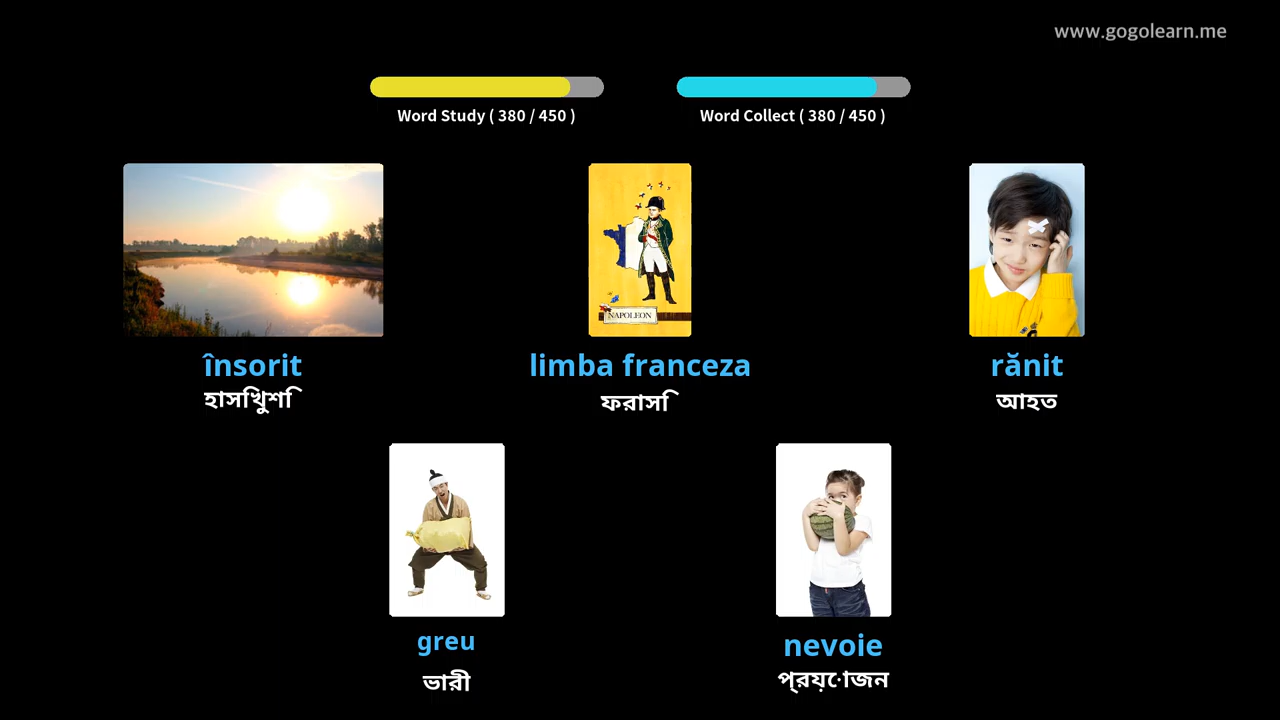 www.gogolearn.me
Word Study ( 380 / 450 )
Word Collect ( 380 / 450 )
NAPOLEON
însorit
limba franceza
rănit
হাসিখুশি
ফরাসি
আহত
greu
nevoie
ভারী
প্রয়োজন